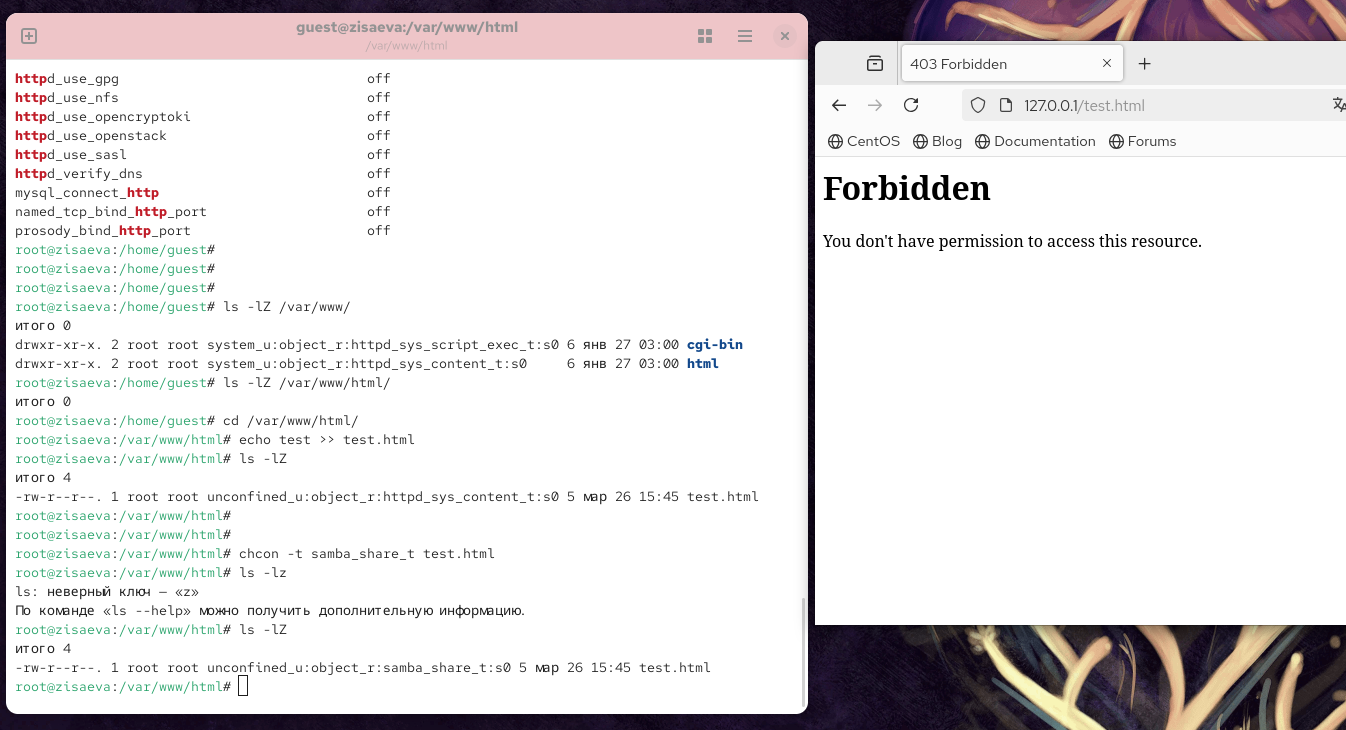 guest@zisaeva:/var/www/html
/var/www/html
httpd_use_gpg off
httpd_use_nfs off
httpd_use_opencryptoki off
httpd_use_openstack off
httpd_use_sasl off
httpd_verify_dns off
mysql_connect_http off
named_tcp_bind_http_port off
prosody_bind_http_port off
root@zisaeva:/home/guest#
root@zisaeva:/home/guest#
root@zisaeva:/home/guest#
root@zisaeva:/home/guest# ls -lZ /var/www/
итого 0
drwxr-xr-x. 2 root root system_u:object_r:httpd_sys_script_exec_t:s0 6 янв 27 03:00 cgi-bin
drwxr-xr-x. 2 root root system_u:object_r:httpd_sys_content_t:s0 6 янв 27 03:00 html
root@zisaeva:/home/guest# ls -lZ /var/www/html/
итого 0
root@zisaeva:/home/guest# cd /var/www/html/
root@zisaeva:/var/www/html# echo test >> test.html
root@zisaeva:/var/www/html# ls -lZ
итого 4
-rw-r--r--. 1 root root unconfined_u:object_r:httpd_sys_content_t:s0 5 мар 26 15:45 test.html
root@zisaeva:/var/www/html#
root@zisaeva:/var/www/html#
root@zisaeva:/var/www/html# chcon -t samba_share_t test.html
root@zisaeva:/var/www/html# ls -lz
ls: неверный ключ — «z»
По команде «ls --help» можно получить дополнительную информацию.
root@zisaeva:/var/www/html# ls -lZ
итого 4
-rw-r--r--. 1 root root unconfined_u:object_r:samba_share_t:s0 5 мар 26 15:45 test.html
root@zisaeva:/var/www/html#
403 Forbidden
127.0.0.1/test.html
CentOS Blog Documentation Forums
Forbidden
You don't have permission to access this resource.